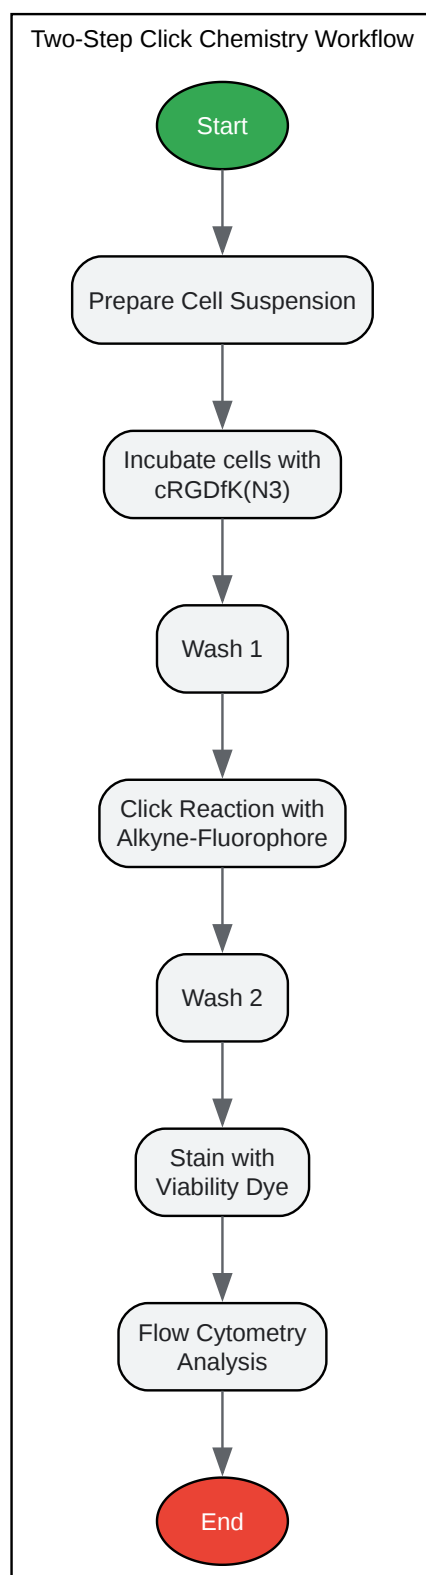 Two-Step Click Chemistry Workflow
Start
Prepare Cell Suspension
Incubate cells with
cRGDfK(N3)
Wash 1
Click Reaction with
Alkyne-Fluorophore
Wash 2
Stain with
Viability Dye
Flow Cytometry
Analysis
End